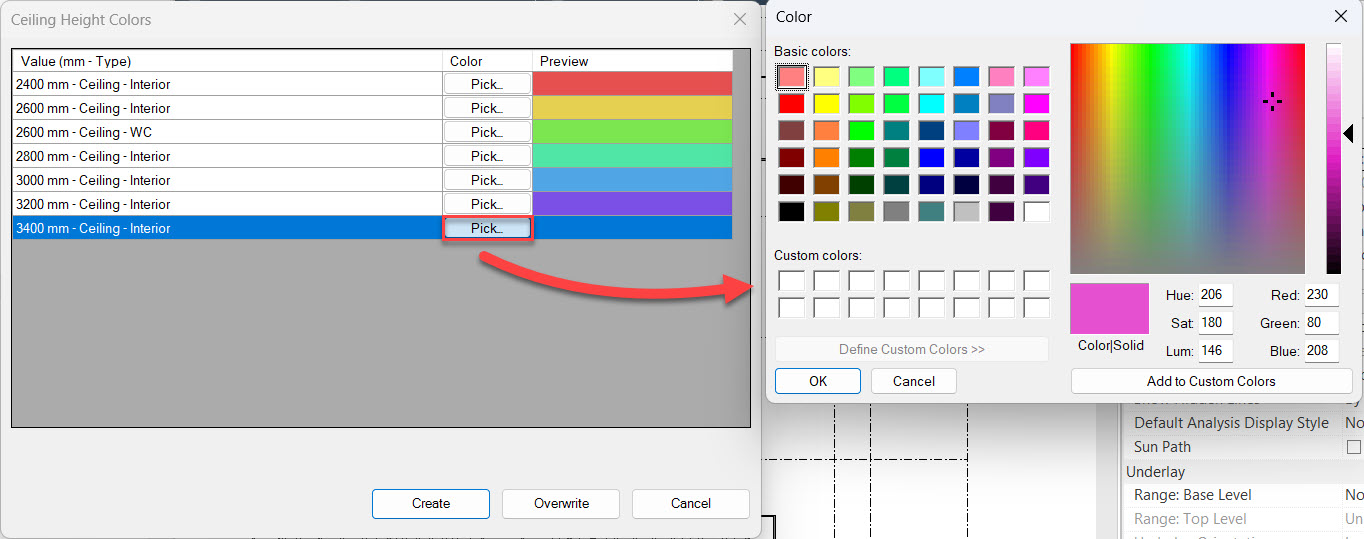 Ceiling Height Colors
Value (mm - Type) Color Preview
2400 mm - Ceiling - Interior Pick...
2600 mm - Ceiling - Interior Pick...
2600 mm - Ceiling - WC Pick...
2800 mm - Ceiling - Interior Pick...
3000 mm - Ceiling - Interior Pick...
3200 mm - Ceiling - Interior Pick...
3400 mm - Ceiling - Interior Pick...
Create Overwrite Cancel
Color
Basic colors:
Custom colors:
Define Custom Colors >>
OK Cancel
Color|Solid
Hue: 206 Red: 230
Sat: 180 Green: 80
Lum: 146 Blue: 208
Add to Custom Colors
Default Analysis Display Style No
Sun Path
Underlay
Range: Base Level No
Range: Top Level Un